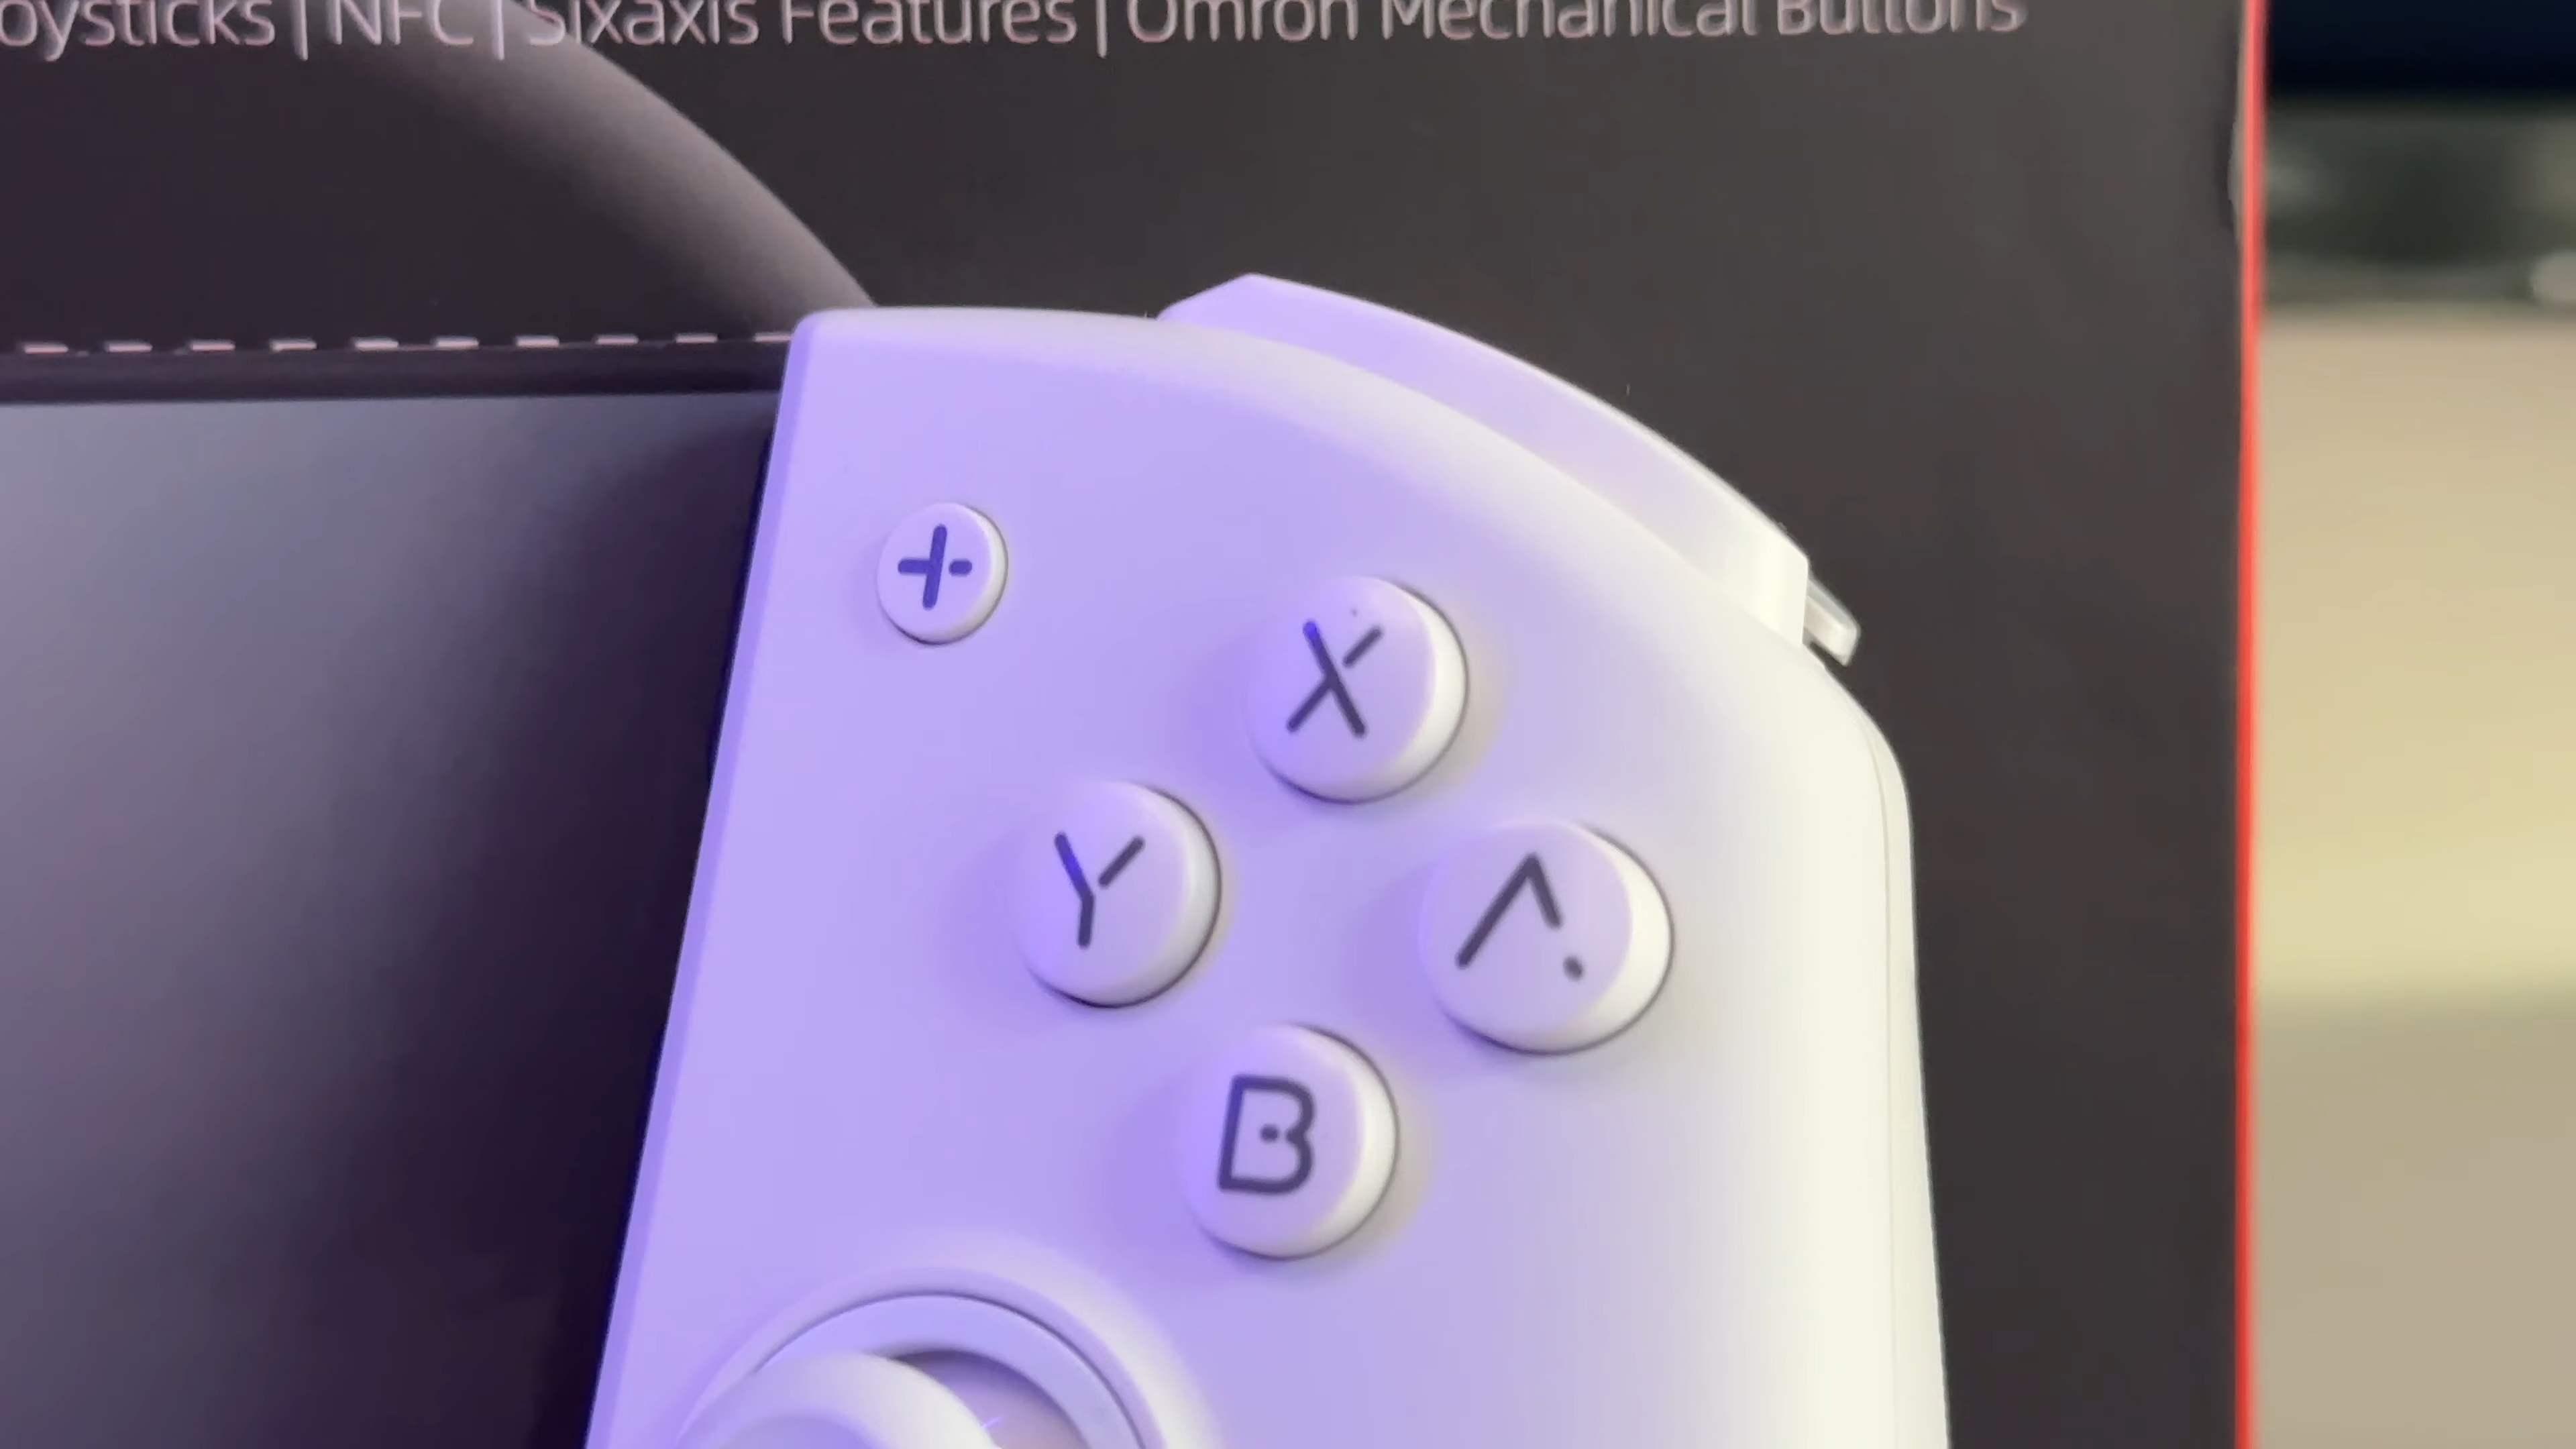 oysticks | NFC | Sixaxis Features | Omron Mechanical Buttons
+
X
Y
A
B